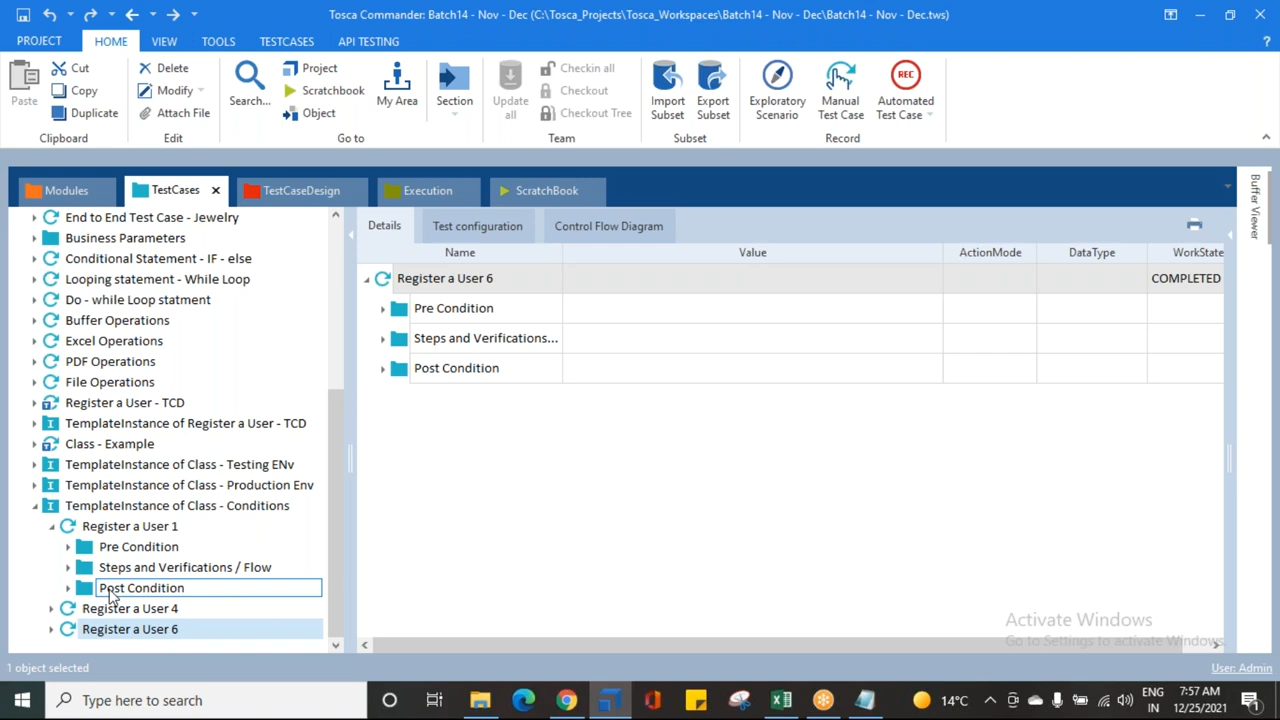 Tosca Commander: Batch14 - Nov - Dec (C:\Tosca_Projects\Tosca_Workspaces\Batch14 - Nov - Dec\Batch14 - Nov - Dec.tws)
PROJECT HOME VIEW TOOLS TESTCASES API TESTING
Paste
Cut
Copy
Duplicate
Clipboard
Delete
Modify
Attach File
Edit
Search...
Project
Scratchbook
Object
My Area
Section
Go to
Update all
Checkin all
Checkout
Checkout Tree
Team
Import Subset
Export Subset
Subset
Exploratory Scenario
Manual Test Case
REC
Automated Test Case
Record
Modules TestCases TestCaseDesign Execution ScratchBook
Buffer Viewer
End to End Test Case - Jewelry
Business Parameters
Conditional Statement - IF - else
Looping statement - While Loop
Do - while Loop statment
Buffer Operations
Excel Operations
PDF Operations
File Operations
Register a User - TCD
TemplateInstance of Register a User - TCD
Class - Example
TemplateInstance of Class - Testing ENv
TemplateInstance of Class - Production Env
TemplateInstance of Class - Conditions
Register a User 1
Pre Condition
Steps and Verifications / Flow
Post Condition
Register a User 4
Register a User 6
Details Test configuration Control Flow Diagram
Name Value ActionMode DataType WorkState
Register a User 6 COMPLETED
Pre Condition
Steps and Verifications...
Post Condition
Activate Windows
Go to Settings to activate Windows.
1 object selected
User: Admin
Type here to search
14°C
ENG
IN
7:57 AM
12/25/2021
1